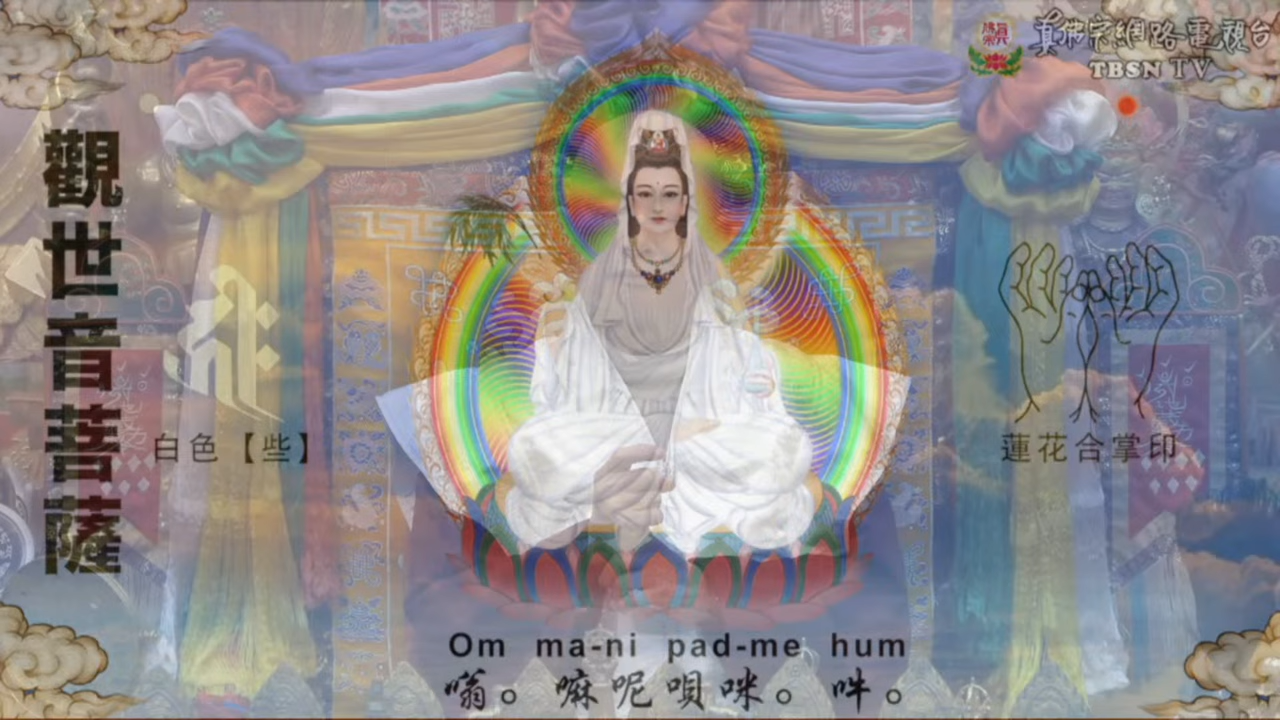 真佛宗網路電視台
TBSN TV
觀世音菩薩
白色【些】
蓮花合掌印
Om ma-ni pad-me hum
嗡。嘛呢唄咪。吽。